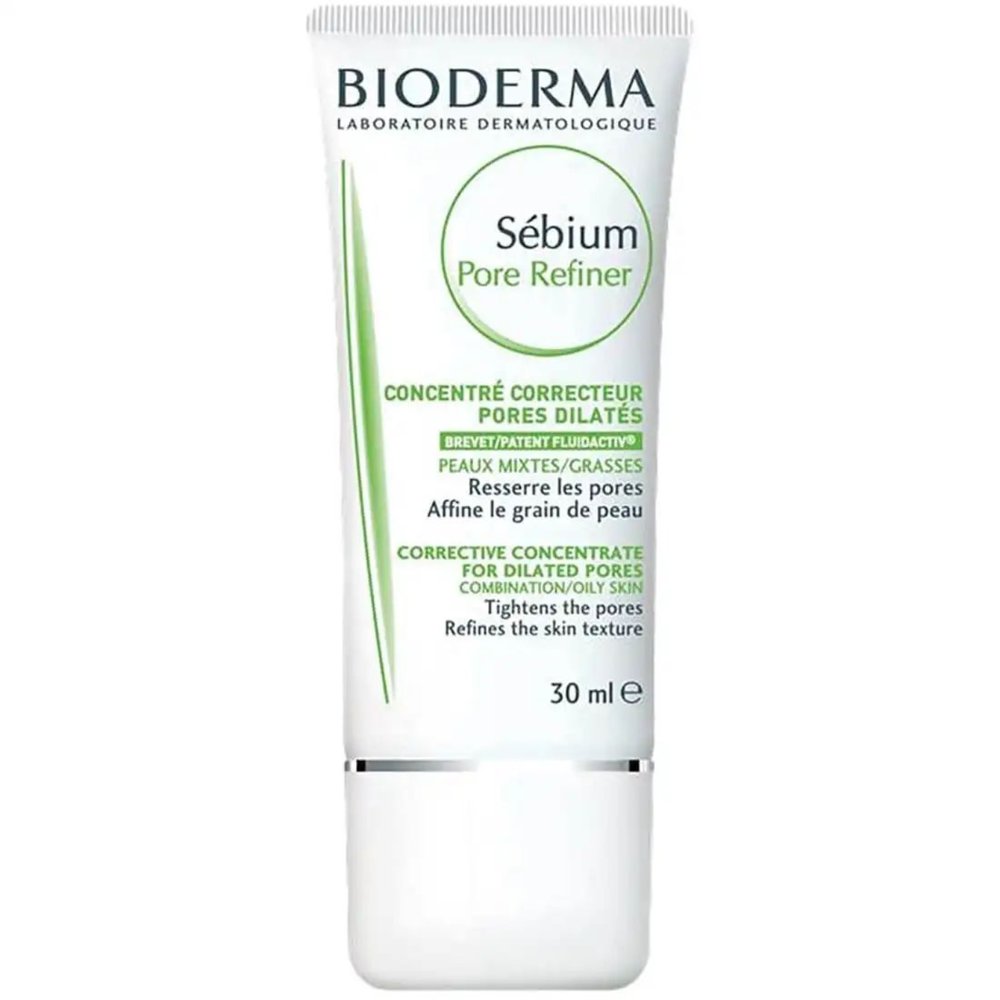 BIODERMA
LABORATOIRE DERMATOLOGIQUE
Sébium
Pore Refiner
CONCENTRÉ CORRECTEUR
PORES DILATÉS
BREVET/PATENT FLUIDACTIV®
PEAUX MIXTES/GRASSES
Resserre les pores
Affine le grain de peau
CORRECTIVE CONCENTRATE
FOR DILATED PORES
COMBINATION/OILY SKIN
Tightens the pores
Refines the skin texture
30 ml ℮